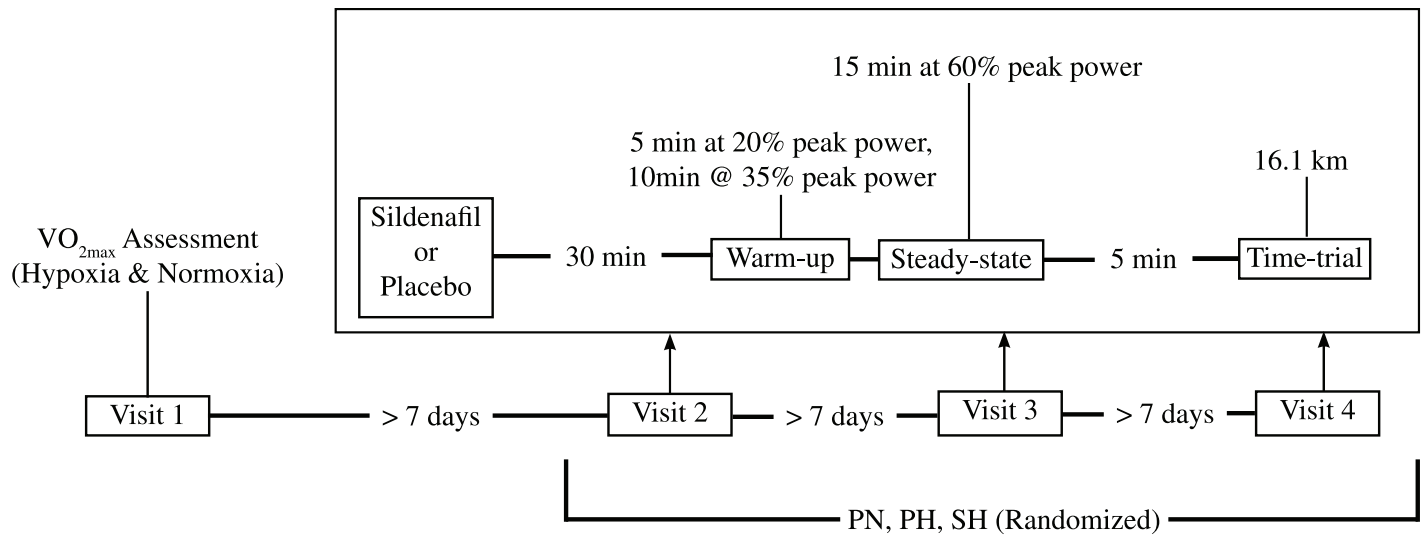 15 min at 60% peak power
5 min at 20% peak power,
10min @ 35% peak power
16.1 km
VO2max Assessment
(Hypoxia & Normoxia)
Sildenafil
or
Placebo
30 min
Warm-up
Steady-state
5 min
Time-trial
Visit 1
> 7 days
Visit 2
> 7 days
Visit 3
> 7 days
Visit 4
PN, PH, SH (Randomized)